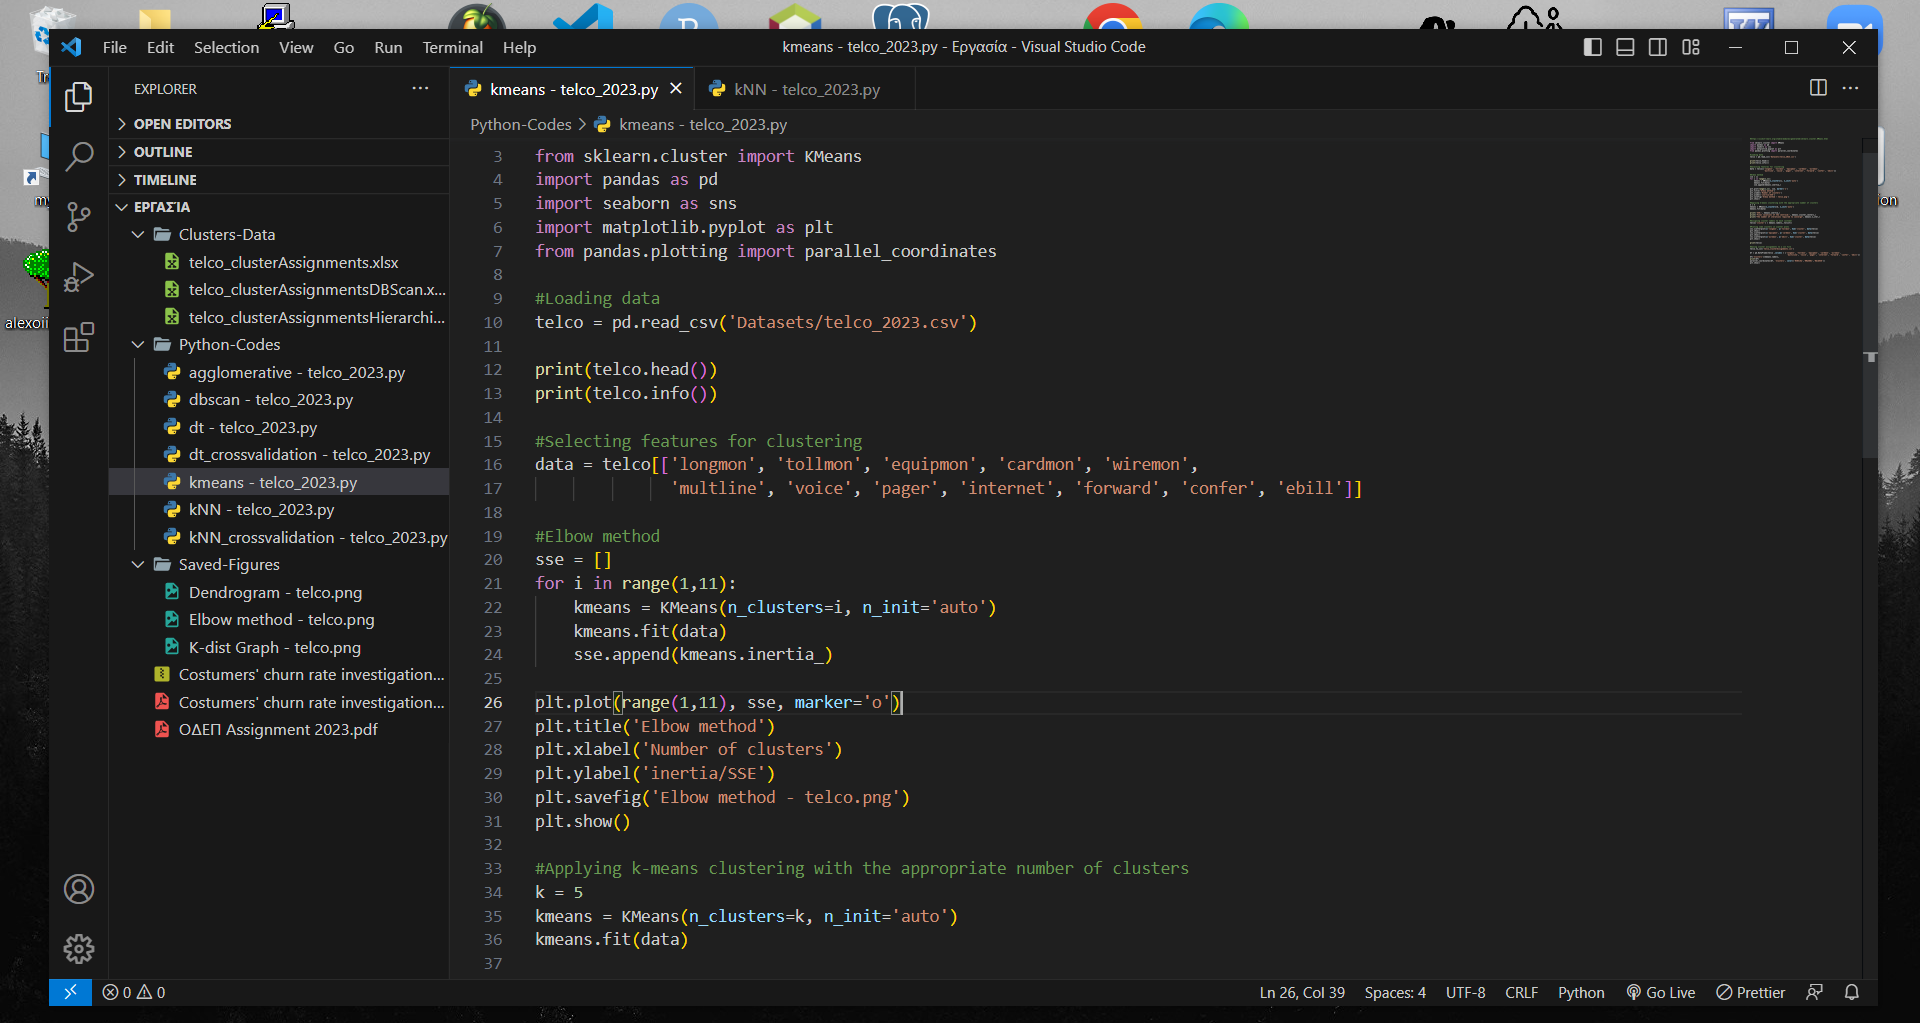 File Edit Selection View Go Run Terminal Help
kmeans - telco_2023.py - Εργασία - Visual Studio Code
EXPLORER
OPEN EDITORS
OUTLINE
TIMELINE
ΕΡΓΑΣΊΑ
Clusters-Data
telco_clusterAssignments.xlsx
telco_clusterAssignmentsDBScan.x...
telco_clusterAssignmentsHierarchi...
Python-Codes
agglomerative - telco_2023.py
dbscan - telco_2023.py
dt - telco_2023.py
dt_crossvalidation - telco_2023.py
kmeans - telco_2023.py
kNN - telco_2023.py
kNN_crossvalidation - telco_2023.py
Saved-Figures
Dendrogram - telco.png
Elbow method - telco.png
K-dist Graph - telco.png
Costumers' churn rate investigation...
Costumers' churn rate investigation...
ΟΔΕΠ Assignment 2023.pdf
kmeans - telco_2023.py
kNN - telco_2023.py
Python-Codes > kmeans - telco_2023.py
3 from sklearn.cluster import KMeans
4 import pandas as pd
5 import seaborn as sns
6 import matplotlib.pyplot as plt
7 from pandas.plotting import parallel_coordinates
8
9 #Loading data
10 telco = pd.read_csv('Datasets/telco_2023.csv')
11
12 print(telco.head())
13 print(telco.info())
14
15 #Selecting features for clustering
16 data = telco[['longmon', 'tollmon', 'equipmon', 'cardmon', 'wiremon',
17 'multline', 'voice', 'pager', 'internet', 'forward', 'confer', 'ebill']]
18
19 #Elbow method
20 sse = []
21 for i in range(1,11):
22 kmeans = KMeans(n_clusters=i, n_init='auto')
23 kmeans.fit(data)
24 sse.append(kmeans.inertia_)
25
26 plt.plot(range(1,11), sse, marker='o')
27 plt.title('Elbow method')
28 plt.xlabel('Number of clusters')
29 plt.ylabel('inertia/SSE')
30 plt.savefig('Elbow method - telco.png')
31 plt.show()
32
33 #Applying k-means clustering with the appropriate number of clusters
34 k = 5
35 kmeans = KMeans(n_clusters=k, n_init='auto')
36 kmeans.fit(data)
37
0 0
Ln 26, Col 39 Spaces: 4 UTF-8 CRLF Python Go Live Prettier